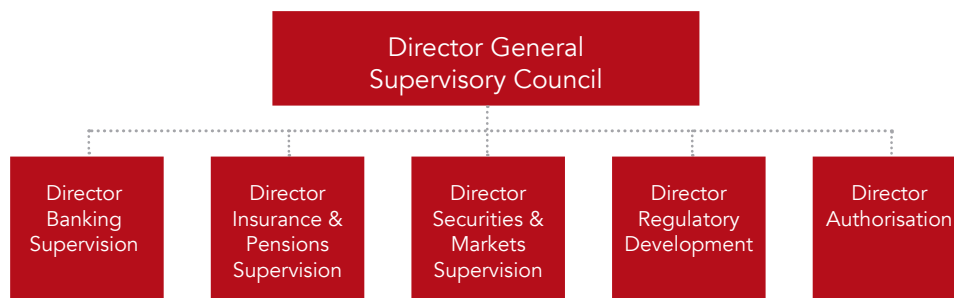 Director General
Supervisory Council
Director
Banking
Supervision
Director
Insurance &
Pensions
Supervision
Director
Securities &
Markets
Supervision
Director
Regulatory
Development
Director
Authorisation